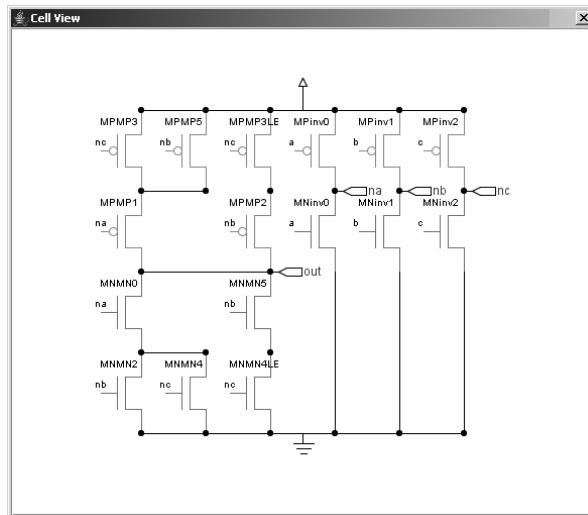 Cell View
MPMP3 MPMP5 MPMP3LE MPinv0 MPinv1 MPinv2
nc nb nc a b c
na nb nc
MPMP1 MPMP2 MNinv0 MNinv1 MNinv2
na nb a b c
out
MNMN0 MNMN5
na nb
MNMN2 MNMN4 MNMN4LE
nb nc nc